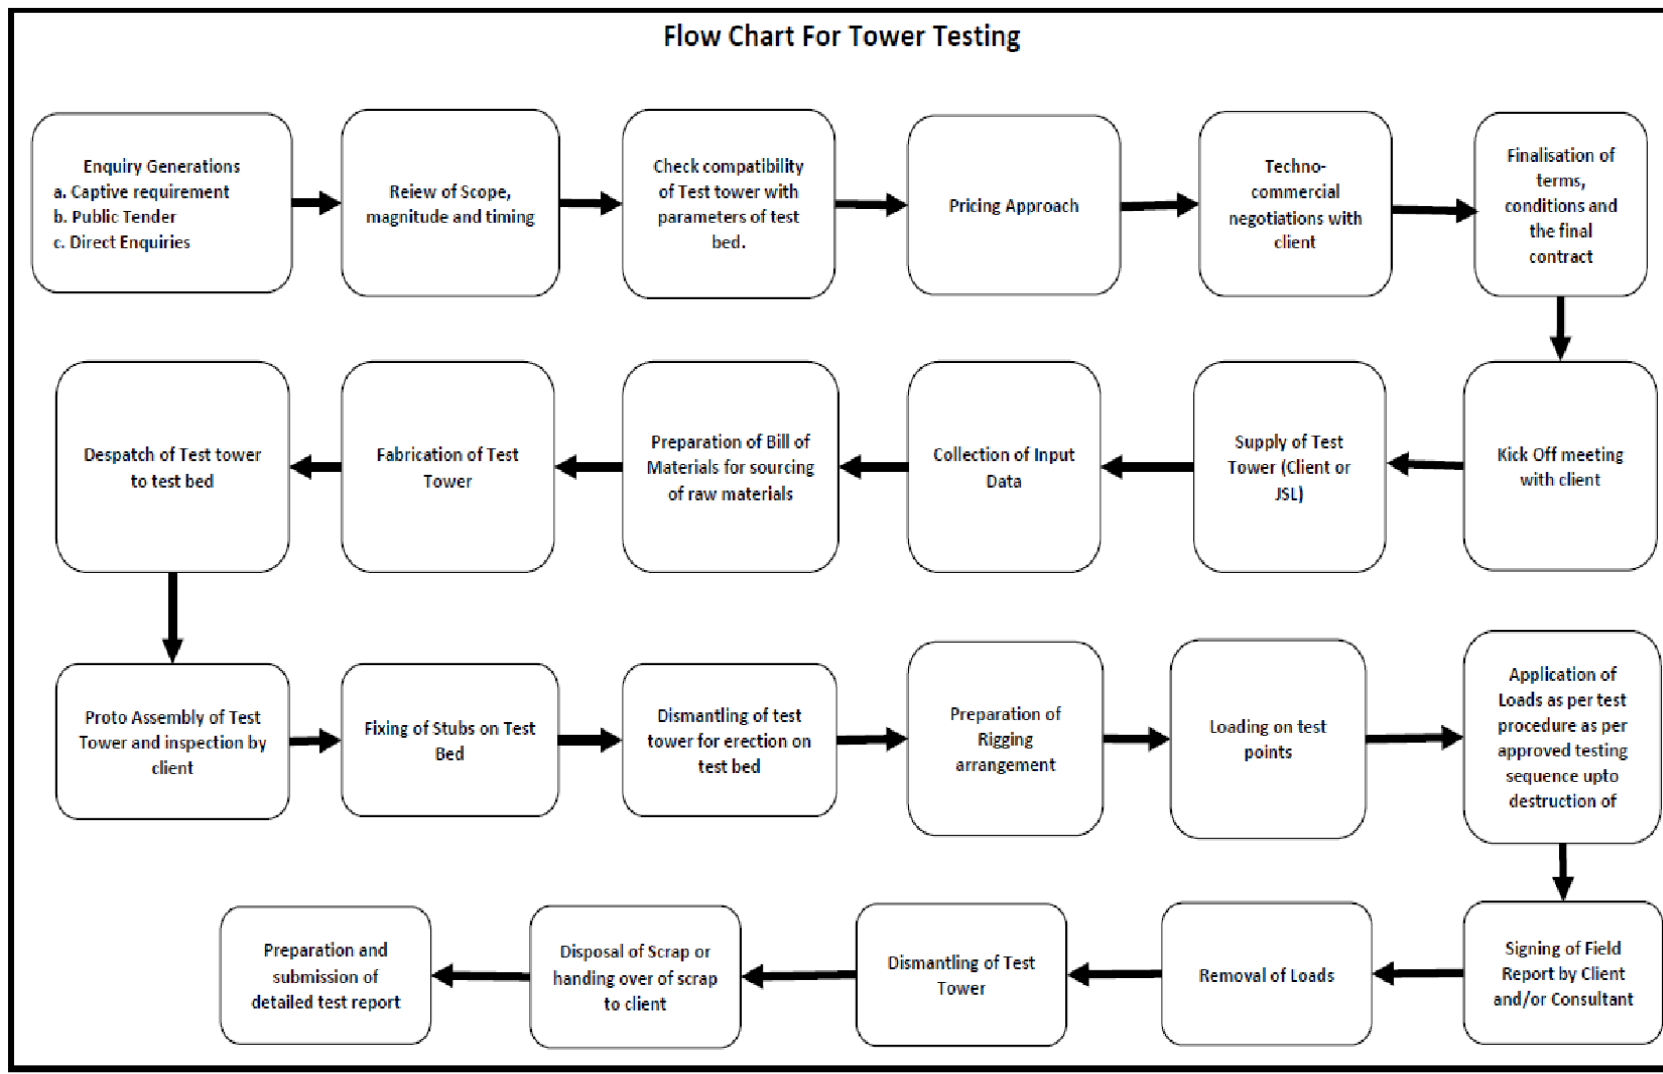 Flow Chart For Tower Testing
Enquiry Generations
a. Captive requirement
b. Public Tender
c. Direct Enquiries
Reiew of Scope,
magnitude and timing
Check compatibility
of Test tower with
parameters of test
bed.
Pricing Approach
Techno-
commercial
negotiations with
client
Finalisation of
terms,
conditions and
the final
contract
Kick Off meeting
with client
Supply of Test
Tower (Client or
JSL)
Collection of Input
Data
Preparation of Bill of
Materials for sourcing
of raw materials
Fabrication of Test
Tower
Despatch of Test tower
to test bed
Proto Assembly of Test
Tower and inspection by
client
Fixing of Stubs on Test
Bed
Dismantling of test
tower for erection on
test bed
Preparation of
Rigging
arrangement
Loading on test
points
Application of
Loads as per test
procedure as per
approved testing
sequence upto
destruction of
Signing of Field
Report by Client
and/or Consultant
Removal of Loads
Dismantling of Test
Tower
Disposal of Scrap or
handing over of scrap
to client
Preparation and
submission of
detailed test report